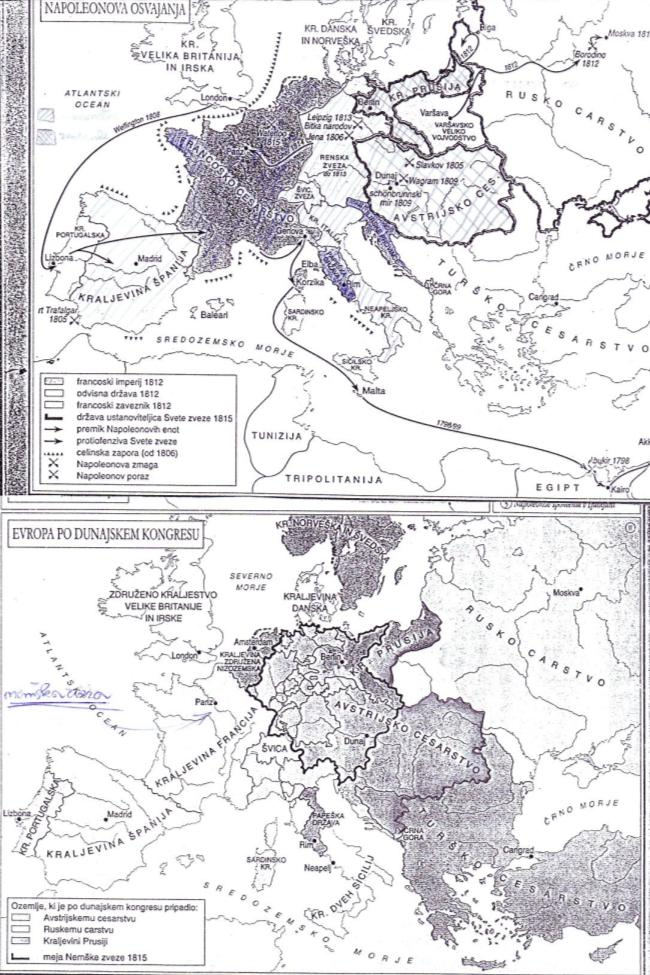 NAPOLEONOVA OSVAJANJA
KR.
VELIKA BRITANIJA
IN IRSKA
KR. DANSKA
IN NORVEŠKA
KR.
ŠVEDSKA
Riga
1812
1812
Moskva 181
Borodino
1812
ATLANTSKI
OCEAN
London
Wellington 1808
Berlin
KR. PRUSIJA
RUSKO CARSTVO
Leipzig 1813
Bitka narodov
Jena 1806
Varšava
VARŠAVSKO
VELIKO
VOJVODSTVO
Waterloo
1815
FRANCOSKO CESARSTVO
RENSKA
ZVEZA
do 1813
Slavkov 1805
Dunaj
Wagram 1809
schönbrunnski
mir 1809
AVSTRIJSKO CES.
ŠVIC.
ZVEZA
KR. ITALIJA
KR.
PORTUGALSKA
Lizbona
Madrid
KRALJEVINA ŠPANIJA
Genova
Elba
Korzika
Rim
ČRNA
GORA
TURŠKO CESARSTVO
ČRNO MORJE
Carigrad
rt Trafalgar
1805
Baleari
SARDINSKO
KR.
NEAPELJSKO
KR.
SREDOZEMSKO MORJE
SICILSKO
KR.
Malta
francoski imperij 1812
odvisna država 1812
francoski zaveznik 1812
država ustanoviteljica Svete zveze 1815
premik Napoleonovih enot
protiofenziva Svete zveze
celinska zapora (od 1806)
Napoleonova zmaga
Napoleonov poraz
TUNIZIJA
TRIPOLITANIJA
1798/99
Abukir 1798
EGIPT
Kairo
EVROPA PO DUNAJSKEM KONGRESU
KR. NORVEŠKA IN ŠVEDSKA
SEVERNO
MORJE
ZDRUŽENO KRALJESTVO
VELIKE BRITANIJE
IN IRSKE
KRALJEVINA
DANSKA
Moskva
RUSKO CARSTVO
London
Amsterdam
KRALJEVINA
ZDRUŽENA
NIZOZEMSKA
Berlin
PRUSIJA
ATLANTSKI OCEAN
Pariz
KRALJEVINA FRANCIJA
AVSTRIJSKO CESARSTVO
Dunaj
ŠVICA
Lizbona
KR. PORTUGALSKA
Madrid
KRALJEVINA ŠPANIJA
PAPEŠKA
DRŽAVA
Rim
Neapelj
SARDINSKO
KR.
KR. DVEH SICILIJ
ČRNA
GORA
TURŠKO CESARSTVO
Carigrad
ČRNO MORJE
SREDOZEMSKO MORJE
Ozemlje, ki je po dunajskem kongresu pripadlo:
Avstrijskemu cesarstvu
Ruskemu carstvu
Kraljevini Prusiji
meja Nemške zveze 1815